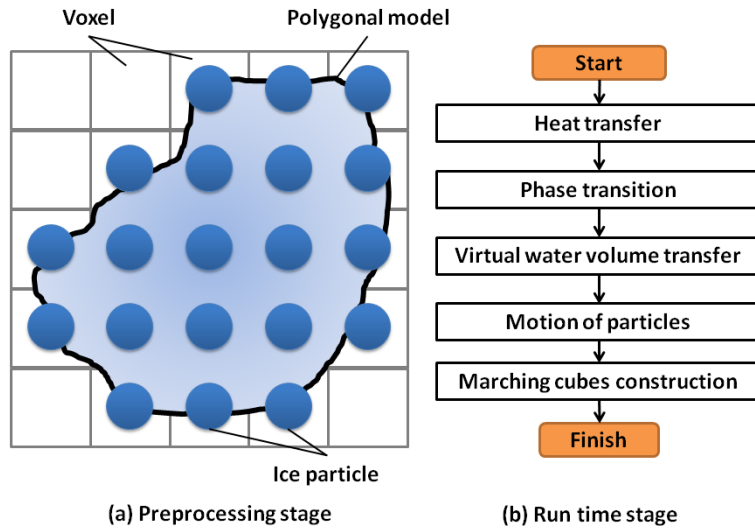 Voxel
Polygonal model
Ice particle
(a) Preprocessing stage
Start
Heat transfer
Phase transition
Virtual water volume transfer
Motion of particles
Marching cubes construction
Finish
(b) Run time stage